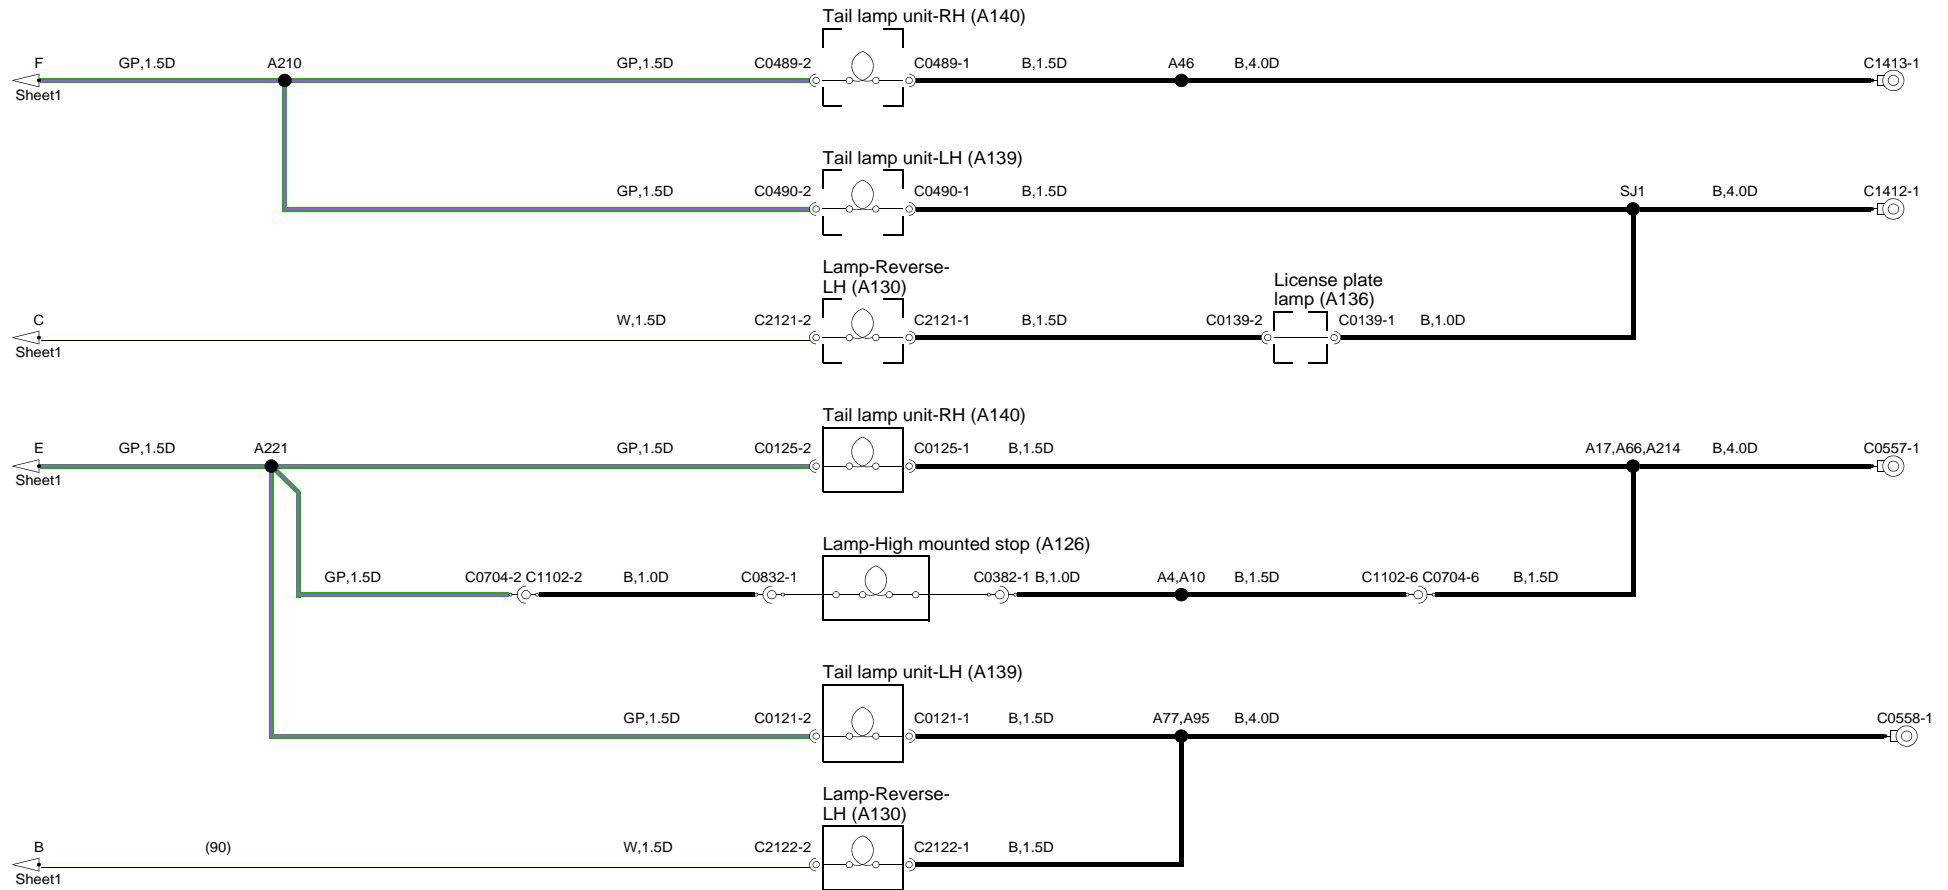 Tail lamp unit-RH (A140)
F GP,1.5D A210 GP,1.5D C0489-2 C0489-1 B,1.5D A46 B,4.0D C1413-1
Sheet1
Tail lamp unit-LH (A139)
GP,1.5D C0490-2 C0490-1 B,1.5D SJ1 B,4.0D C1412-1
Lamp-Reverse-
LH (A130)
License plate
lamp (A136)
C W,1.5D C2121-2 C2121-1 B,1.5D C0139-2 C0139-1 B,1.0D
Sheet1
Tail lamp unit-RH (A140)
E GP,1.5D A221 GP,1.5D C0125-2 C0125-1 B,1.5D A17,A66,A214 B,4.0D C0557-1
Sheet1
Lamp-High mounted stop (A126)
GP,1.5D C0704-2 C1102-2 B,1.0D C0832-1 C0382-1 B,1.0D A4,A10 B,1.5D C1102-6 C0704-6 B,1.5D
Tail lamp unit-LH (A139)
GP,1.5D C0121-2 C0121-1 B,1.5D A77,A95 B,4.0D C0558-1
Lamp-Reverse-
LH (A130)
B (90) W,1.5D C2122-2 C2122-1 B,1.5D
Sheet1